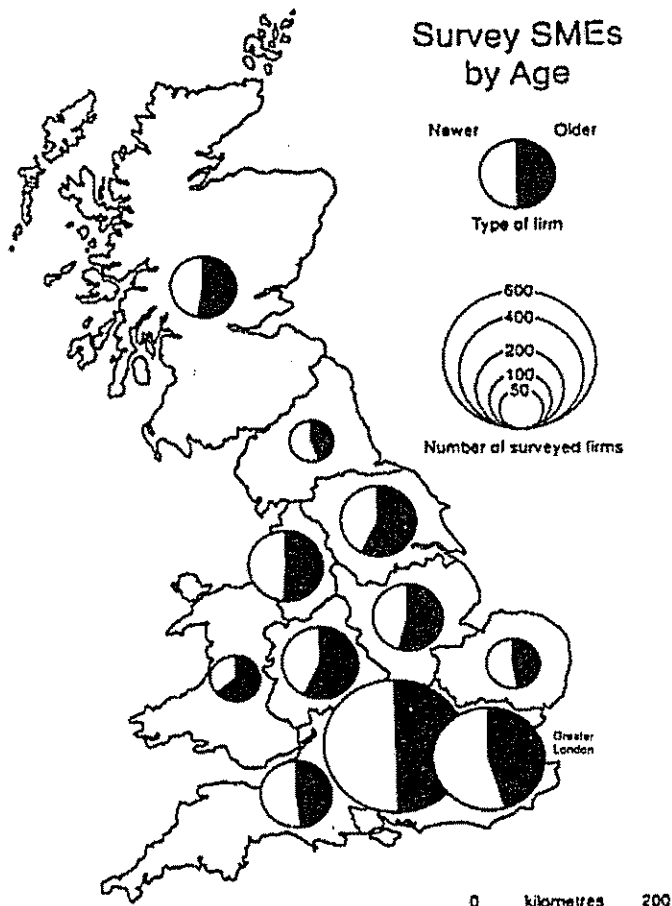 Survey SMEs
by Age
Newer Older
Type of firm
600
400
200
100
50
Number of surveyed firms
Greater
London
0 kilometres 200